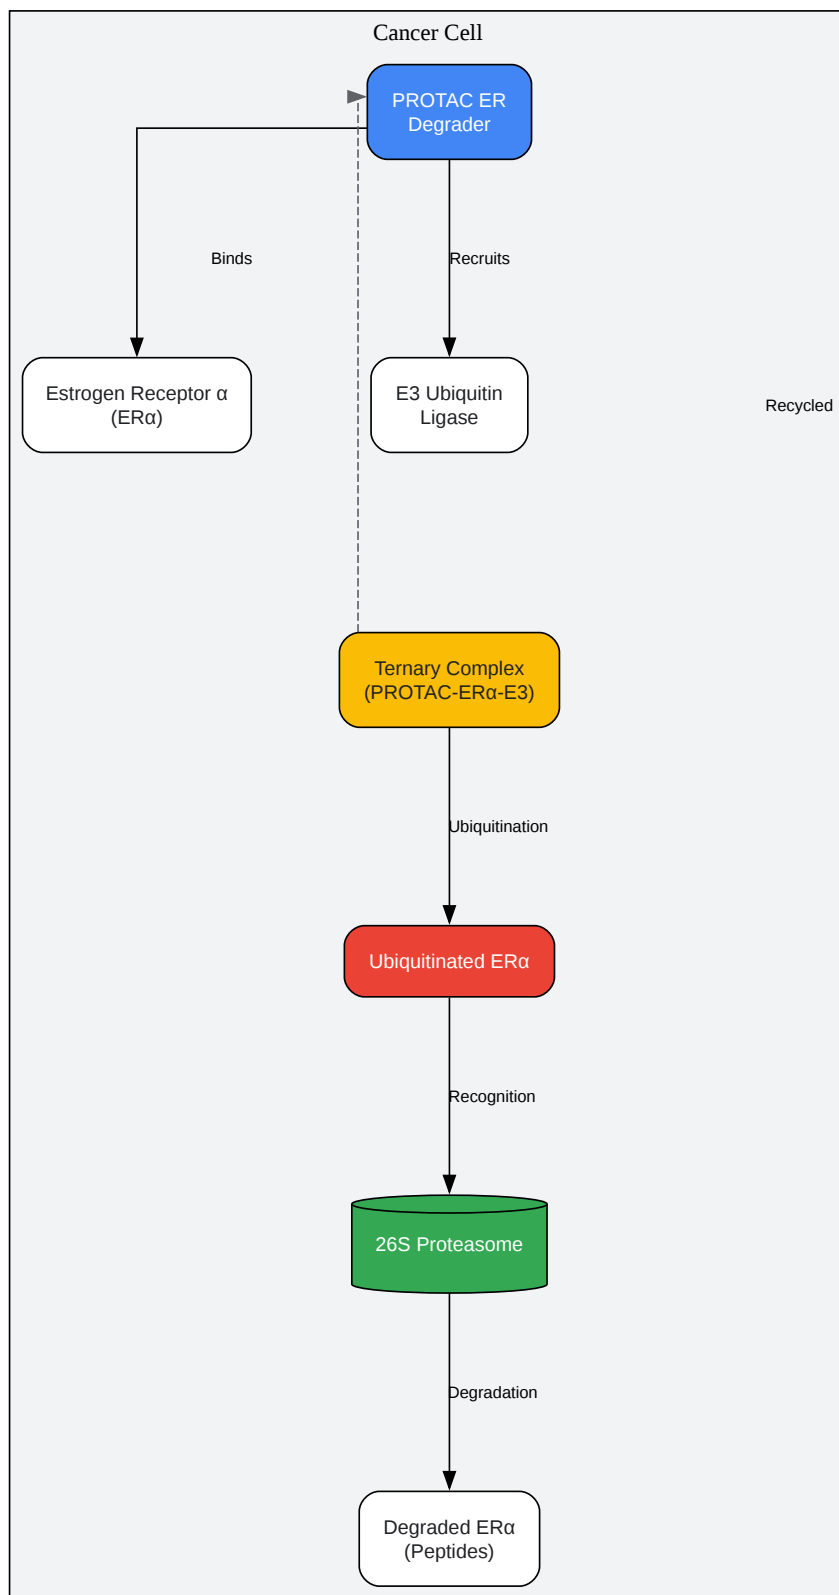 Cancer Cell
PROTAC ER
Degrader
Binds
Recruits
Estrogen Receptor α
(ERα)
E3 Ubiquitin
Ligase
Recycled
Ternary Complex
(PROTAC-ERα-E3)
Ubiquitination
Ubiquitinated ERα
Recognition
26S Proteasome
Degradation
Degraded ERα
(Peptides)